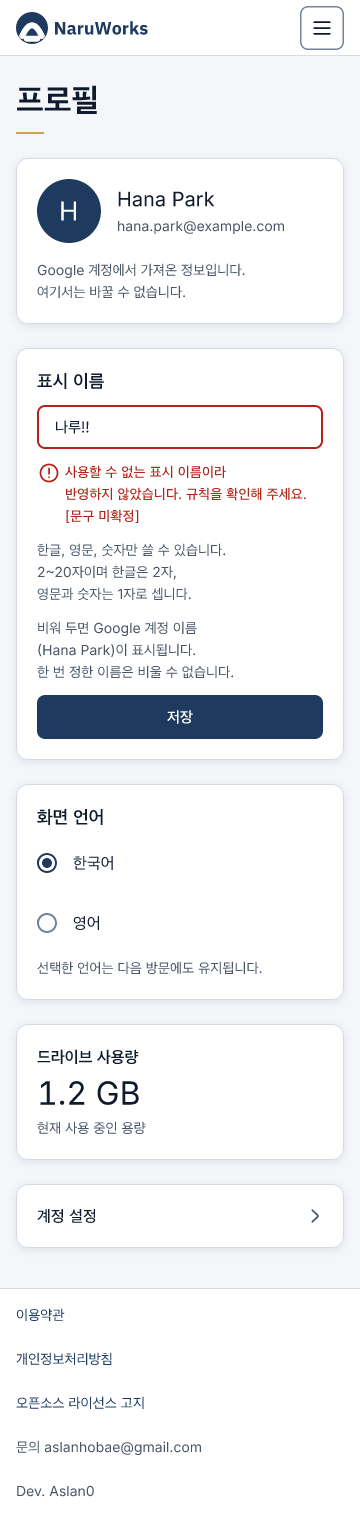 NaruWorks
프로필
H
Hana Park
hana.park@example.com
Google 계정에서 가져온 정보입니다.
여기서는 바꿀 수 없습니다.
표시 이름
나루!!
사용할 수 없는 표시 이름이라
반영하지 않았습니다. 규칙을 확인해 주세요.
[문구 미확정]
한글, 영문, 숫자만 쓸 수 있습니다.
2~20자이며 한글은 2자,
영문과 숫자는 1자로 셉니다.
비워 두면 Google 계정 이름
(Hana Park)이 표시됩니다.
한 번 정한 이름은 비울 수 없습니다.
저장
화면 언어
한국어
영어
선택한 언어는 다음 방문에도 유지됩니다.
드라이브 사용량
1.2 GB
현재 사용 중인 용량
계정 설정
이용약관
개인정보처리방침
오픈소스 라이선스 고지
문의 aslanhobae@gmail.com
Dev. Aslan0